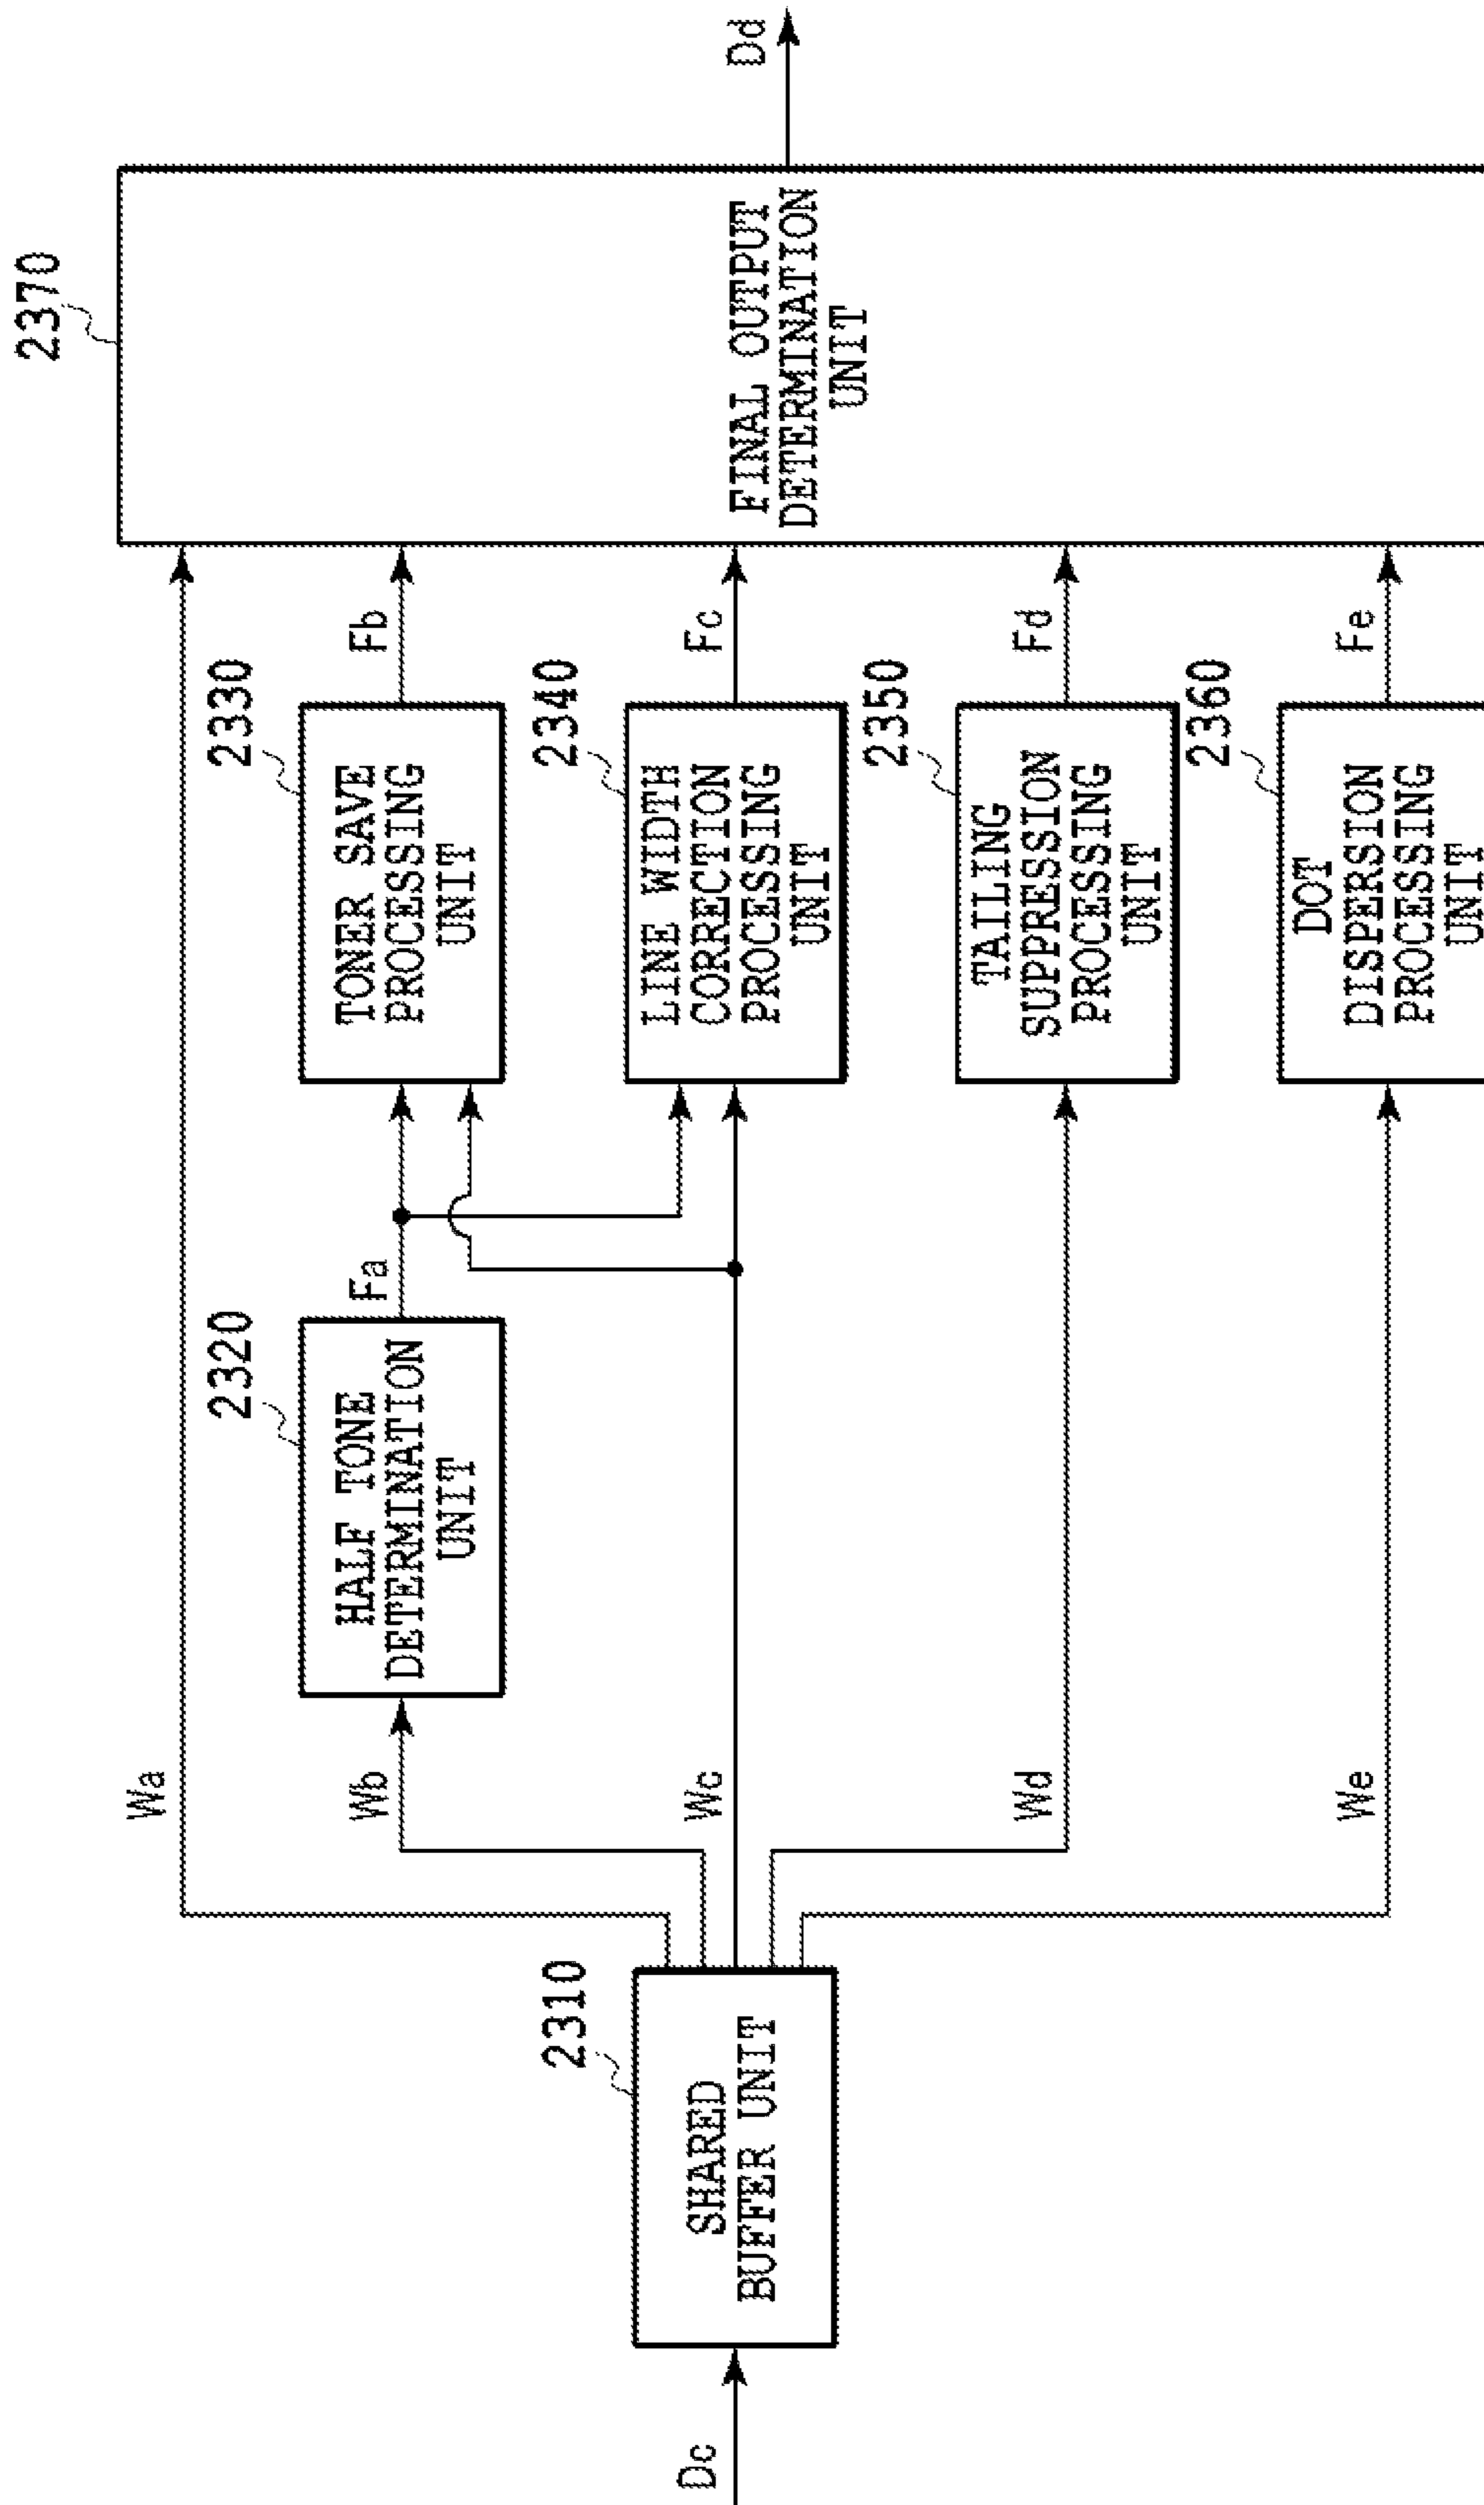 2370
Wa
2320
2330
HALF TONE
DETERMINATION
UNIT
Wb
Fa
TONER SAVE
PROCESSING
UNIT
Fb
2310
2340
Dc
SHARED
BUFFER UNIT
Wc
LINE WIDTH
CORRECTION
PROCESSING
UNIT
Fc
FINAL OUTPUT
DETERMINATION
UNIT
Dd
2350
Wd
TAILING
SUPPRESSION
PROCESSING
UNIT
Fd
2360
We
DOT
DISPERSION
PROCESSING
UNIT
Fe